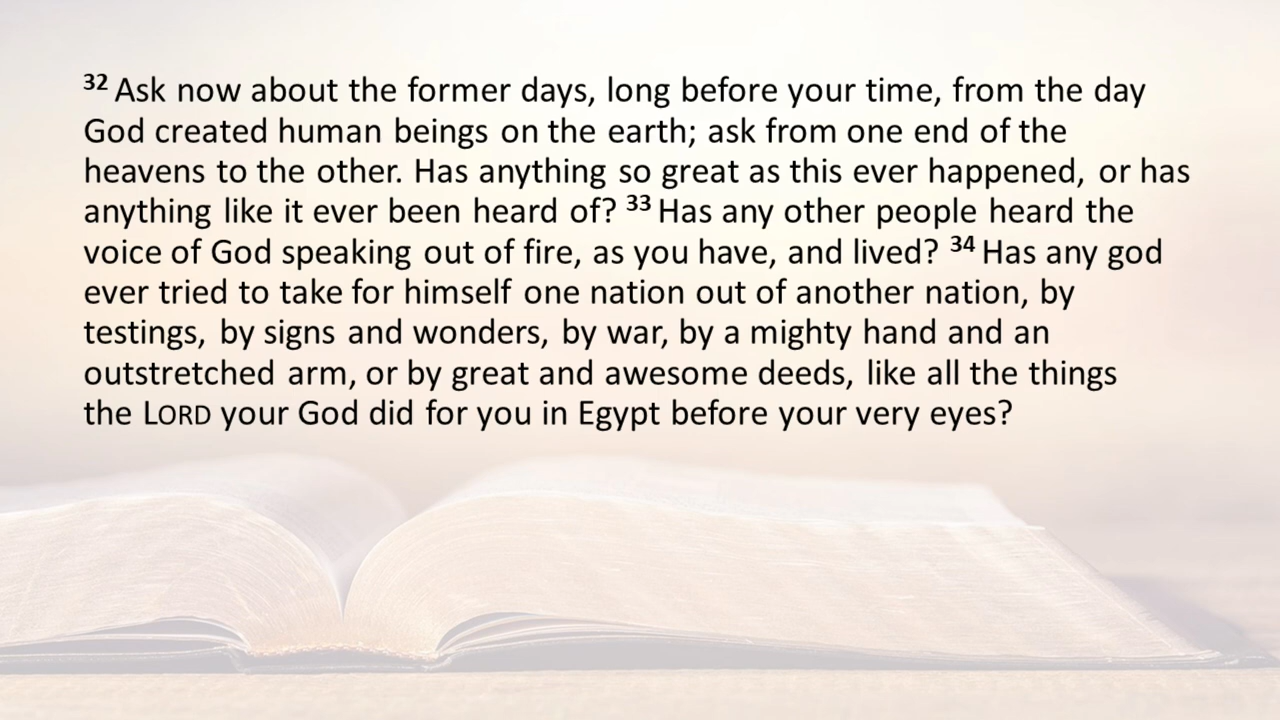 32 Ask now about the former days, long before your time, from the day
God created human beings on the earth; ask from one end of the
heavens to the other. Has anything so great as this ever happened, or has
anything like it ever been heard of? 33 Has any other people heard the
voice of God speaking out of fire, as you have, and lived? 34 Has any god
ever tried to take for himself one nation out of another nation, by
testings, by signs and wonders, by war, by a mighty hand and an
outstretched arm, or by great and awesome deeds, like all the things
the LORD your God did for you in Egypt before your very eyes?